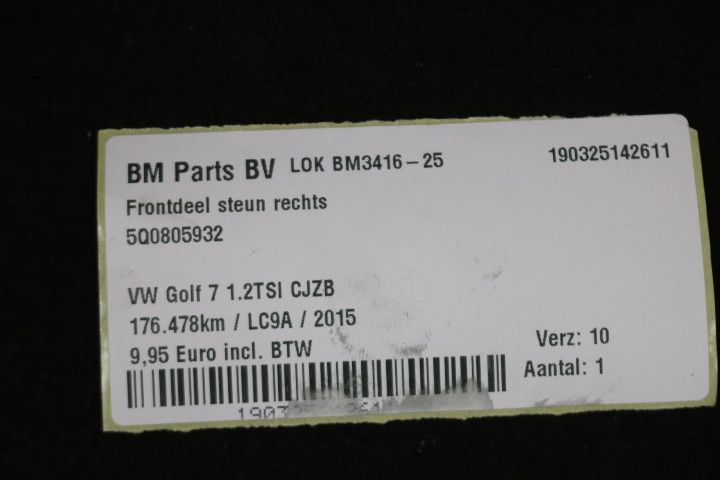 BM Parts BV LOK BM3416-25 190325142611
Frontdeel steun rechts
5Q0805932
VW Golf 7 1.2TSI CJZB
176.478km / LC9A / 2015
9,95 Euro incl. BTW
Verz: 10
Aantal: 1